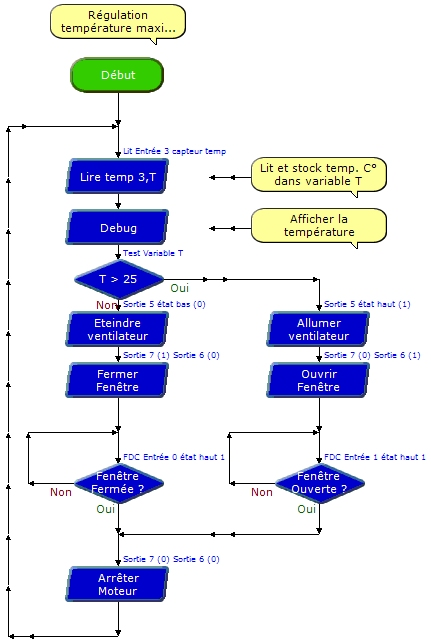 Régulation
température maxi...
Début
Lit Entrée 3 capteur temp
Lire temp 3,T
Lit et stock temp. C°
dans variable T
Debug
Afficher la
température
Test Variable T
T > 25
Oui
Non
Sortie 5 état bas (0)
Sortie 5 état haut (1)
Eteindre
ventilateur
Allumer
ventilateur
Sortie 7 (1) Sortie 6 (0)
Sortie 7 (0) Sortie 6 (1)
Fermer
Fenêtre
Ouvrir
Fenêtre
FDC Entrée 0 état haut 1
FDC Entrée 1 état haut 1
Fenêtre
Fermée ?
Non
Oui
Fenêtre
Ouverte ?
Non
Oui
Sortie 7 (0) Sortie 6 (0)
Arrêter
Moteur